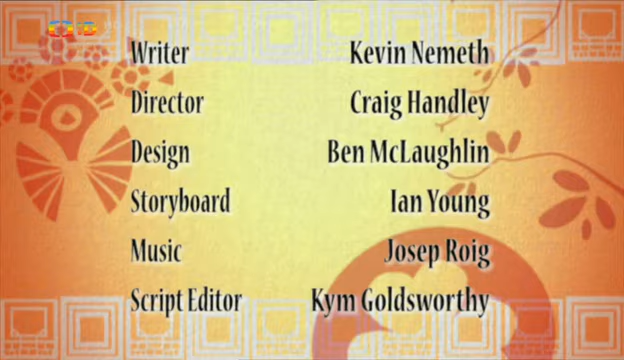 Writer Kevin Nemeth
Director Craig Handley
Design Ben McLaughlin
Storyboard Ian Young
Music Josep Roig
Script Editor Kym Goldsworthy